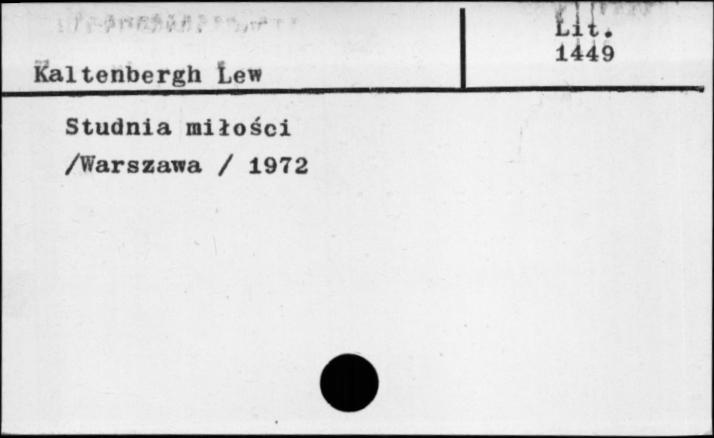 Lit.
1449
Kaltenbergh Lew
Studnia miłości
/Warszawa / 1972